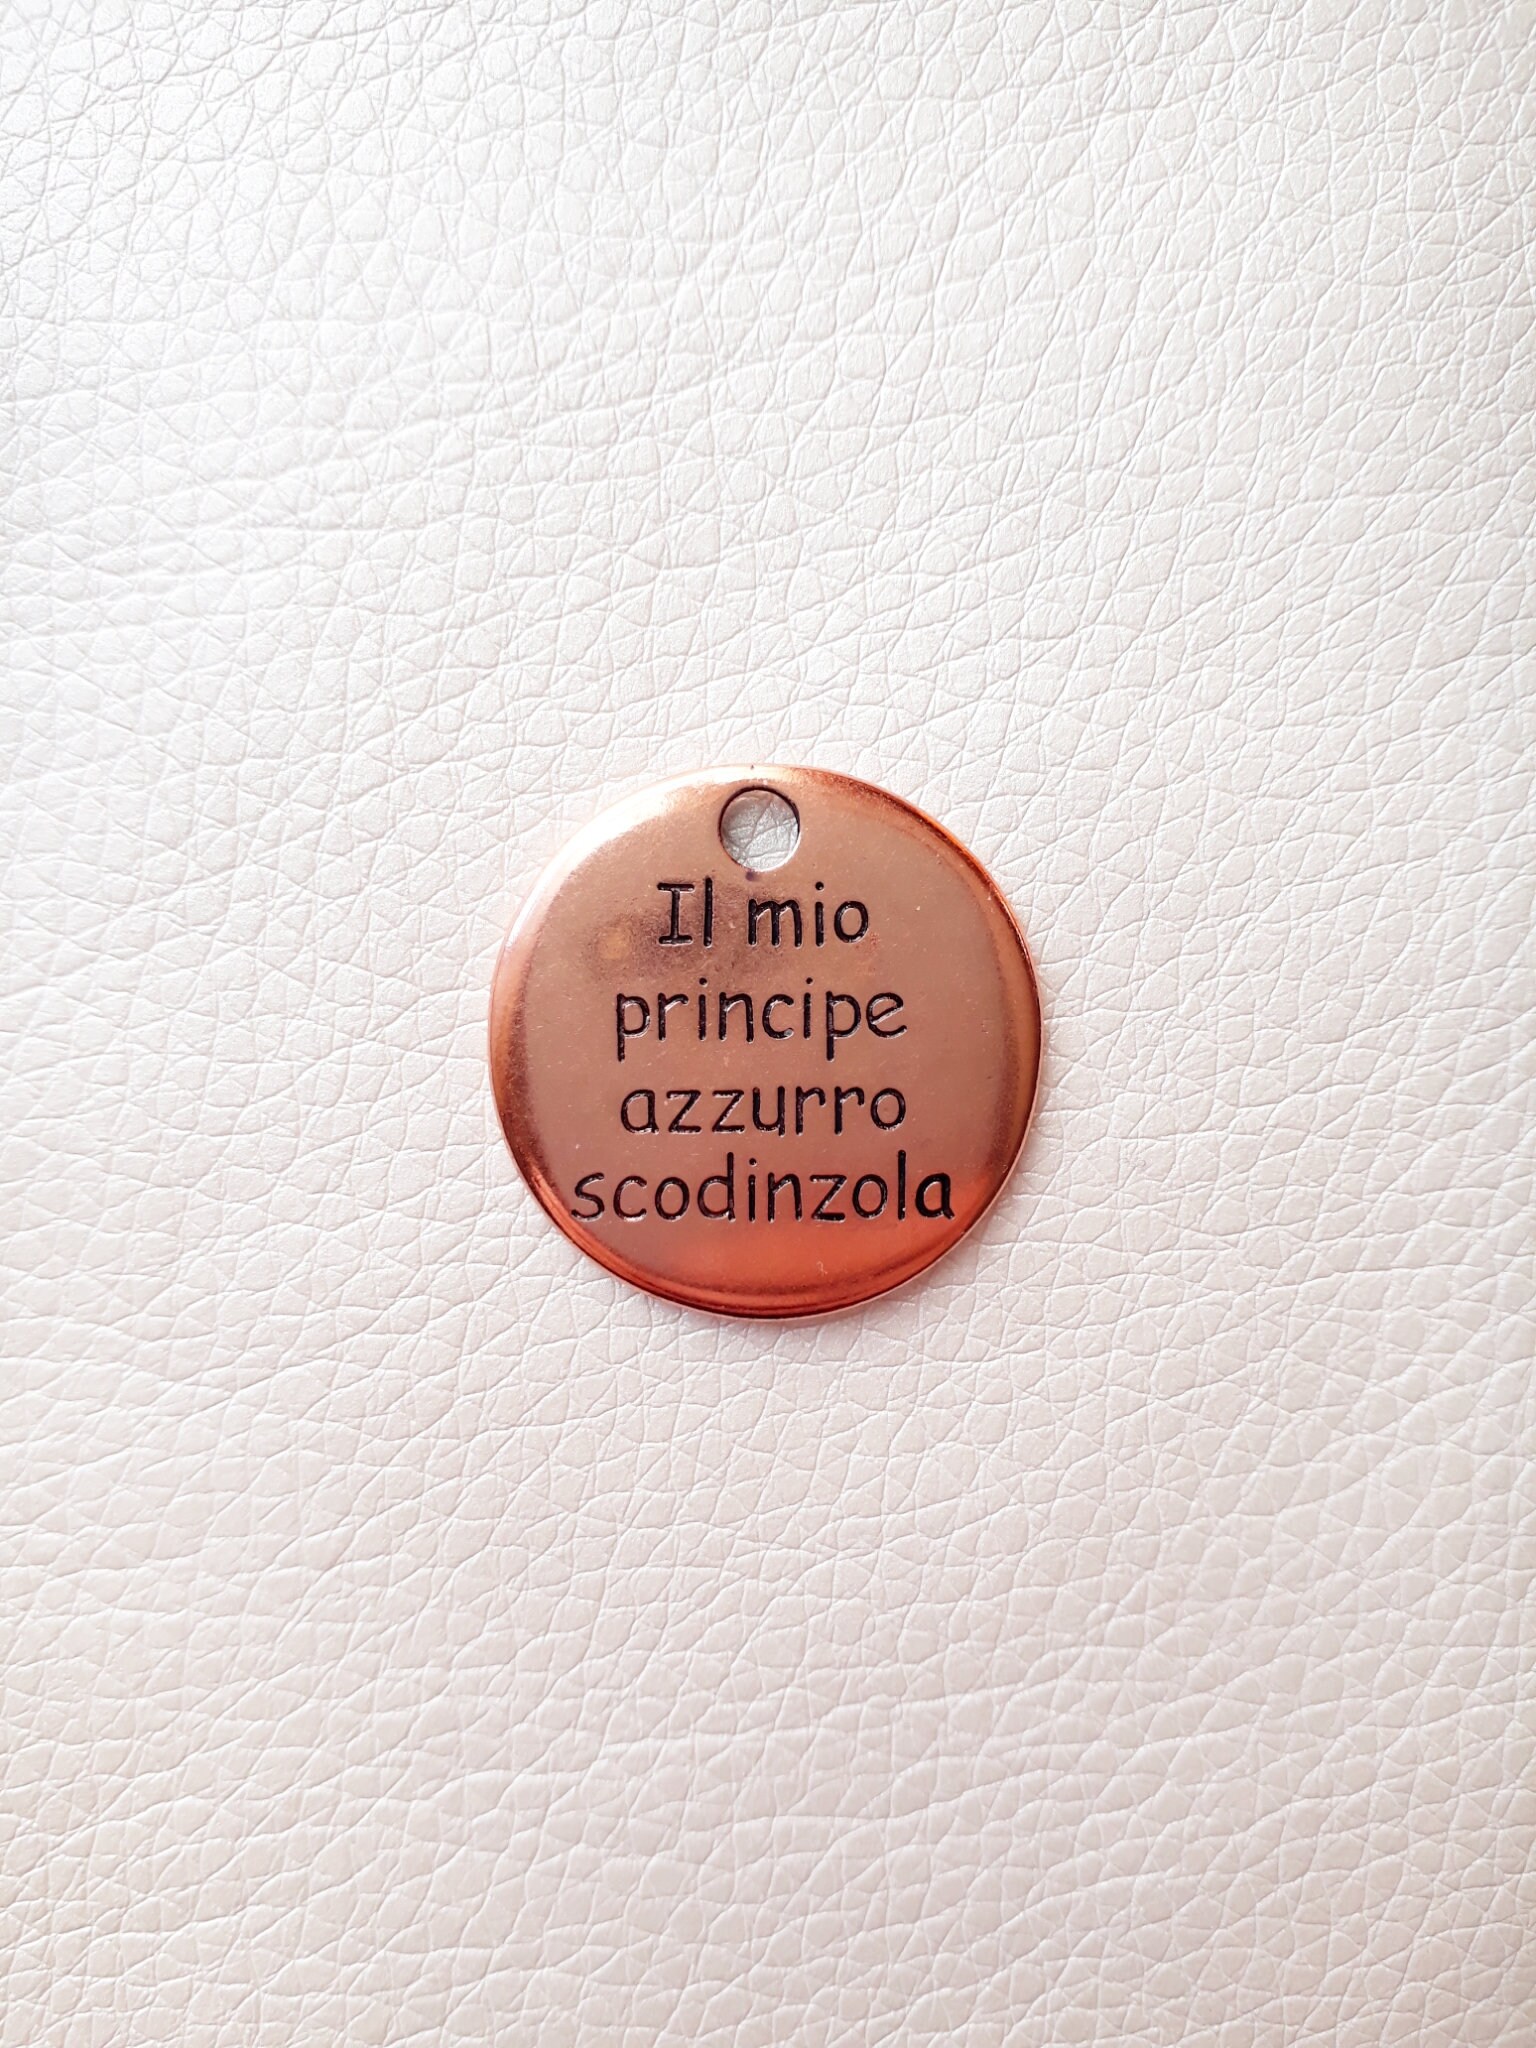 Il mio
principe
azzurro
scodinzola